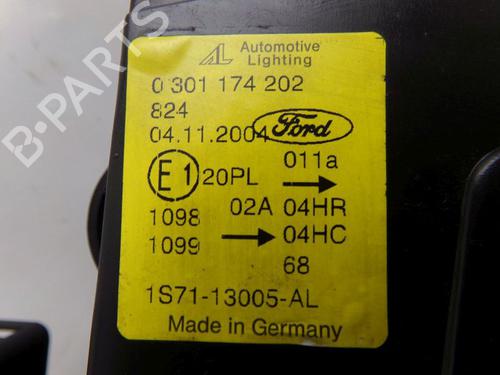 AL Automotive Lighting
0 301 174 202
824
04.11.2004 Ford
E1 20PL 011a
1098 02A 04HR
1099 04HC
68
1S71-13005-AL
Made in Germany
B-PARTS